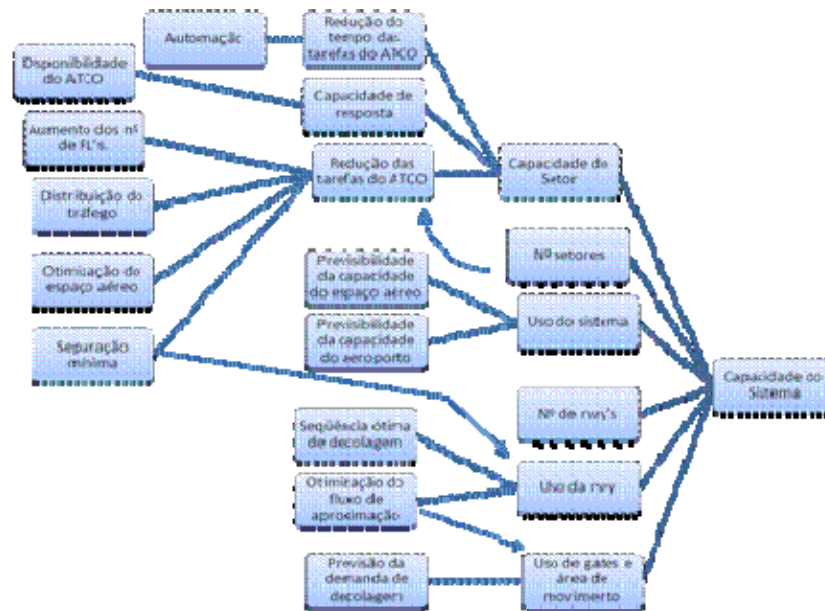 Automação
Redução do
tempo das
tarefas do ATCO
Disponibilidade
do ATCO
Capacidade de
resposta
Aumento dos nº
de FL's.
Redução das
tarefas do ATCO
Capacidade do
Setor
Distribuição do
tráfego
Otimização do
espaço aéreo
Previsibilidade
da capacidade
do espaço aéreo
Nº setores
Separação
mínima
Previsibilidade
da capacidade
do aeroporto
Uso do sistema
Capacidade do
Sistema
Nº de rwy's
Seqüência ótima
de decolagem
Otimização do
fluxo de
aproximação
Uso da rwy
Previsão da
demanda de
decolagem
Uso de gates e
área de
movimento